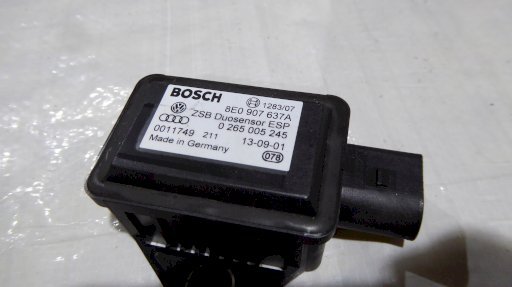 BOSCH 1283/07
8E0 907 637A
ZSB Duosensor ESP
0 265 005 245
0011749 211 13-09-01
Made in Germany 078